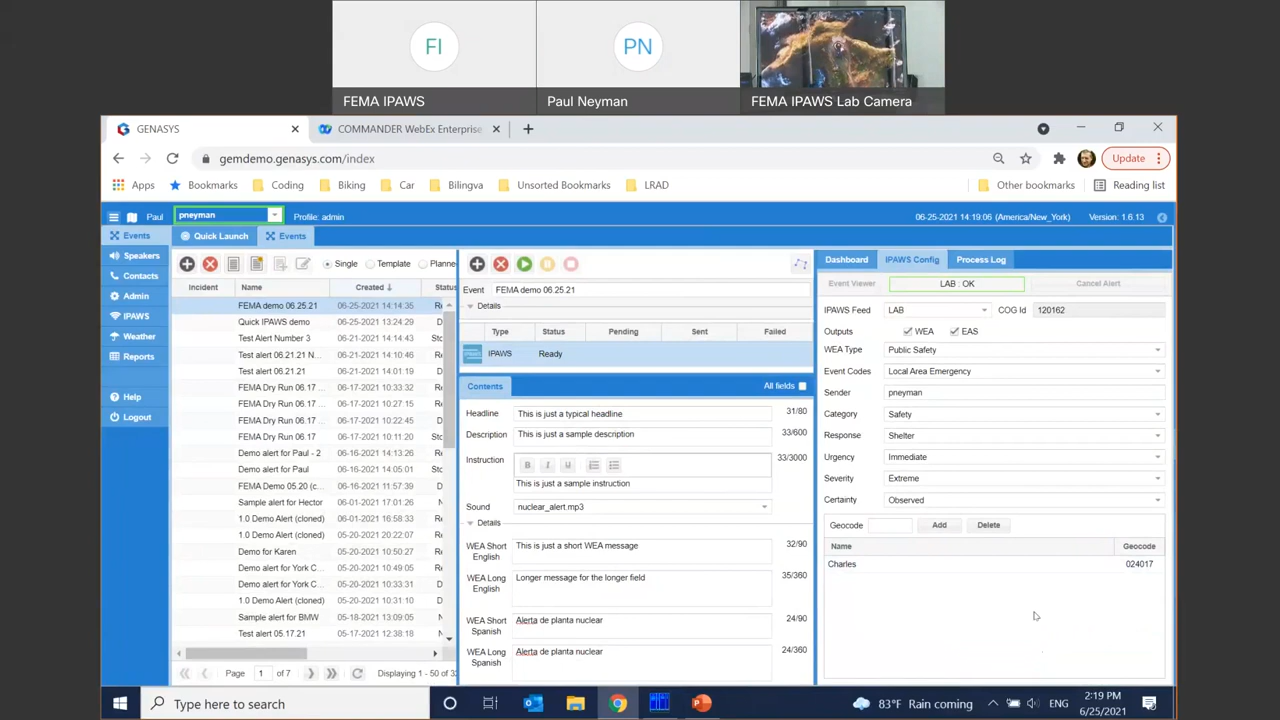 FI
PN
FEMA IPAWS
Paul Neyman
FEMA IPAWS Lab Camera
GENASYS
COMMANDER WebEx Enterprise
gemdemo.genasys.com/index
Update
Apps
Bookmarks
Coding
Biking
Car
Bilingva
Unsorted Bookmarks
LRAD
Other bookmarks
Reading list
Paul
pneyman
Profile: admin
06-25-2021 14:19:06 (America/New_York)
Version: 1.6.13
Events
Speakers
Contacts
Admin
IPAWS
Weather
Reports
Help
Logout
Quick Launch
Events
Single
Template
Planne
Incident Name Created Status
FEMA demo 06.25.21 06-25-2021 14:14:35 Re
Quick IPAWS demo 06-25-2021 13:24:29 Pr
Test Alert Number 3 06-21-2021 14:14:43 Sto
Test alert 06.21.21 N... 06-21-2021 14:10:46 Cl
Test alert 06.21.21 06-21-2021 14:01:19 Cl
FEMA Dry Run 06.17 ... 06-17-2021 10:33:32
FEMA Dry Run 06.17 ... 06-17-2021 10:27:15
FEMA Dry Run 06.17 ... 06-17-2021 10:22:45
FEMA Dry Run 06.17 06-17-2021 10:11:20 Sto
Demo alert for Paul - 2 06-16-2021 14:13:26
Demo alert for Paul 06-16-2021 14:05:01
FEMA Demo 05.20 (c... 06-16-2021 11:57:39
Sample alert for Hector 06-01-2021 17:01:26
1.0 Demo Alert (cloned) 06-01-2021 16:58:33
1.0 Demo Alert (cloned) 05-20-2021 20:22:07 Re
Demo for Karen 05-20-2021 10:50:27
Demo alert for York C... 05-20-2021 10:49:05
Demo alert for York C... 05-20-2021 10:33:31
1.0 Demo Alert (cloned) 05-20-2021 10:31:10
Sample alert for BMW 05-18-2021 13:09:05 N
Test alert 05.17.21 05-17-2021 12:38:18 N
Page 1 of 7
Displaying 1 - 50 of 3
Event FEMA demo 06.25.21
Details
Type Status Pending Sent Failed
IPAWS Ready
Contents
All fields
Headline This is just a typical headline 31/80
Description This is just a sample description 33/600
Instruction B I U 33/3000
This is just a sample instruction
Sound nuclear_alert.mp3
Details
WEA Short English This is just a short WEA message 32/90
WEA Long English Longer message for the longer field 35/360
WEA Short Spanish Alerta de planta nuclear 24/90
WEA Long Spanish Alerta de planta nuclear 24/360
Dashboard
IPAWS Config
Process Log
Event Viewer
LAB : OK
Cancel Alert
IPAWS Feed LAB COG Id 120162
Outputs WEA EAS
WEA Type Public Safety
Event Codes Local Area Emergency
Sender pneyman
Category Safety
Response Shelter
Urgency Immediate
Severity Extreme
Certainty Observed
Geocode Add Delete
Name Geocode
Charles 024017
Type here to search
83°F Rain coming
ENG
2:19 PM
6/25/2021